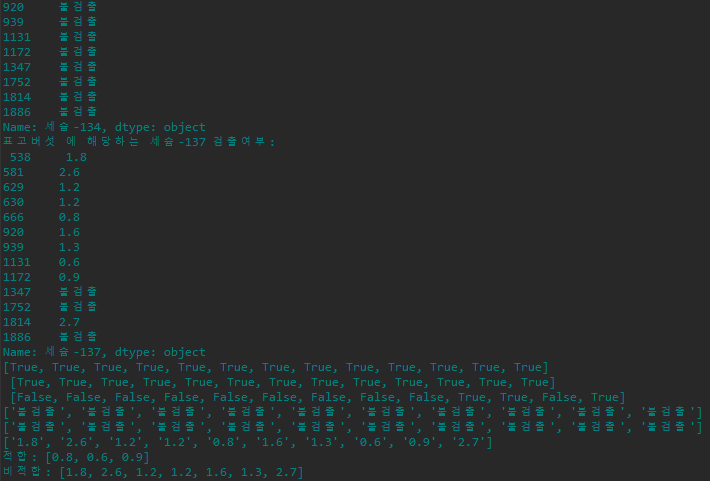 920 불검출
939 불검출
1131 불검출
1172 불검출
1347 불검출
1752 불검출
1814 불검출
1886 불검출
Name: 세슘-134, dtype: object
표고버섯 에 해당하는 세슘-137 검출여부 :
538 1.8
581 2.6
629 1.2
630 1.2
666 0.8
920 1.6
939 1.3
1131 0.6
1172 0.9
1347 불검출
1752 불검출
1814 2.7
1886 불검출
Name: 세슘-137, dtype: object
[True, True, True, True, True, True, True, True, True, True, True, True, True]
[True, True, True, True, True, True, True, True, True, True, True, True, True]
[False, False, False, False, False, False, False, False, False, True, True, False, True]
['불검출', '불검출', '불검출', '불검출', '불검출', '불검출', '불검출', '불검출', '불검출', '불검출']
['불검출', '불검출', '불검출', '불검출', '불검출', '불검출', '불검출', '불검출', '불검출', '불검출']
['1.8', '2.6', '1.2', '1.2', '0.8', '1.6', '1.3', '0.6', '0.9', '2.7']
적합 : [0.8, 0.6, 0.9]
비적합 : [1.8, 2.6, 1.2, 1.2, 1.6, 1.3, 2.7]